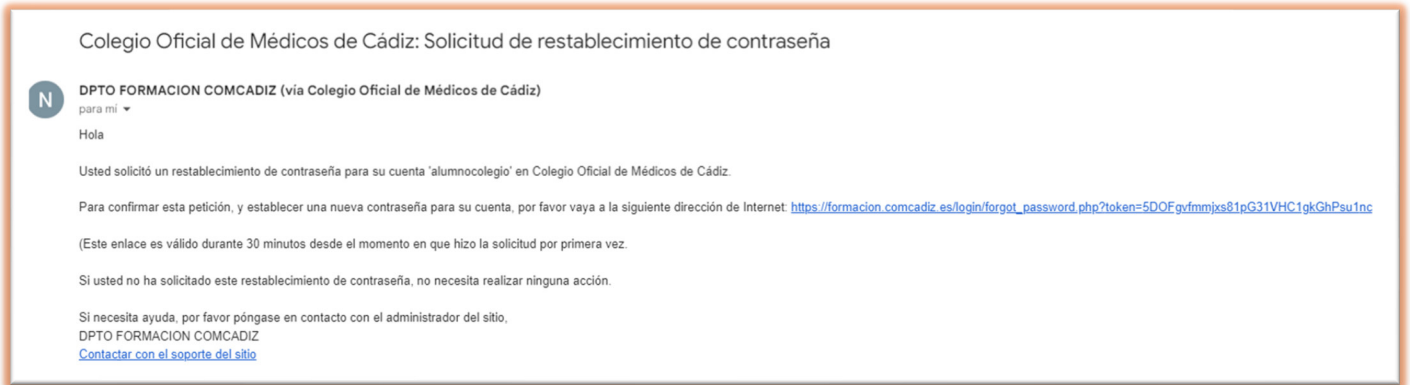 Colegio Oficial de Médicos de Cádiz: Solicitud de restablecimiento de contraseña
N
DPTO FORMACION COMCADIZ (vía Colegio Oficial de Médicos de Cádiz)
para mí
Hola
Usted solicitó un restablecimiento de contraseña para su cuenta 'alumnocolegio' en Colegio Oficial de Médicos de Cádiz.
Para confirmar esta petición, y establecer una nueva contraseña para su cuenta, por favor vaya a la siguiente dirección de Internet: https://formacion.comcadiz.es/login/forgot_password.php?token=5DOFgvfmmjxs81pG31VHC1gkGhPsu1nc
(Este enlace es válido durante 30 minutos desde el momento en que hizo la solicitud por primera vez.
Si usted no ha solicitado este restablecimiento de contraseña, no necesita realizar ninguna acción.
Si necesita ayuda, por favor póngase en contacto con el administrador del sitio,
DPTO FORMACION COMCADIZ
Contactar con el soporte del sitio